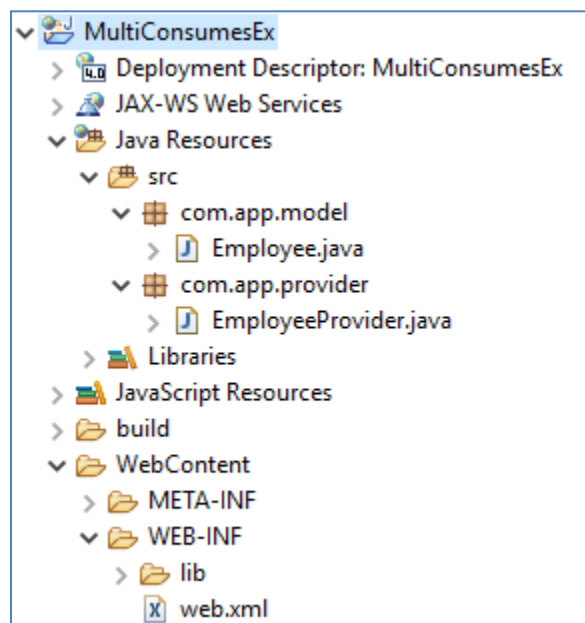 MultiConsumesEx
Deployment Descriptor: MultiConsumesEx
JAX-WS Web Services
Java Resources
src
com.app.model
Employee.java
com.app.provider
EmployeeProvider.java
Libraries
JavaScript Resources
build
WebContent
META-INF
WEB-INF
lib
web.xml